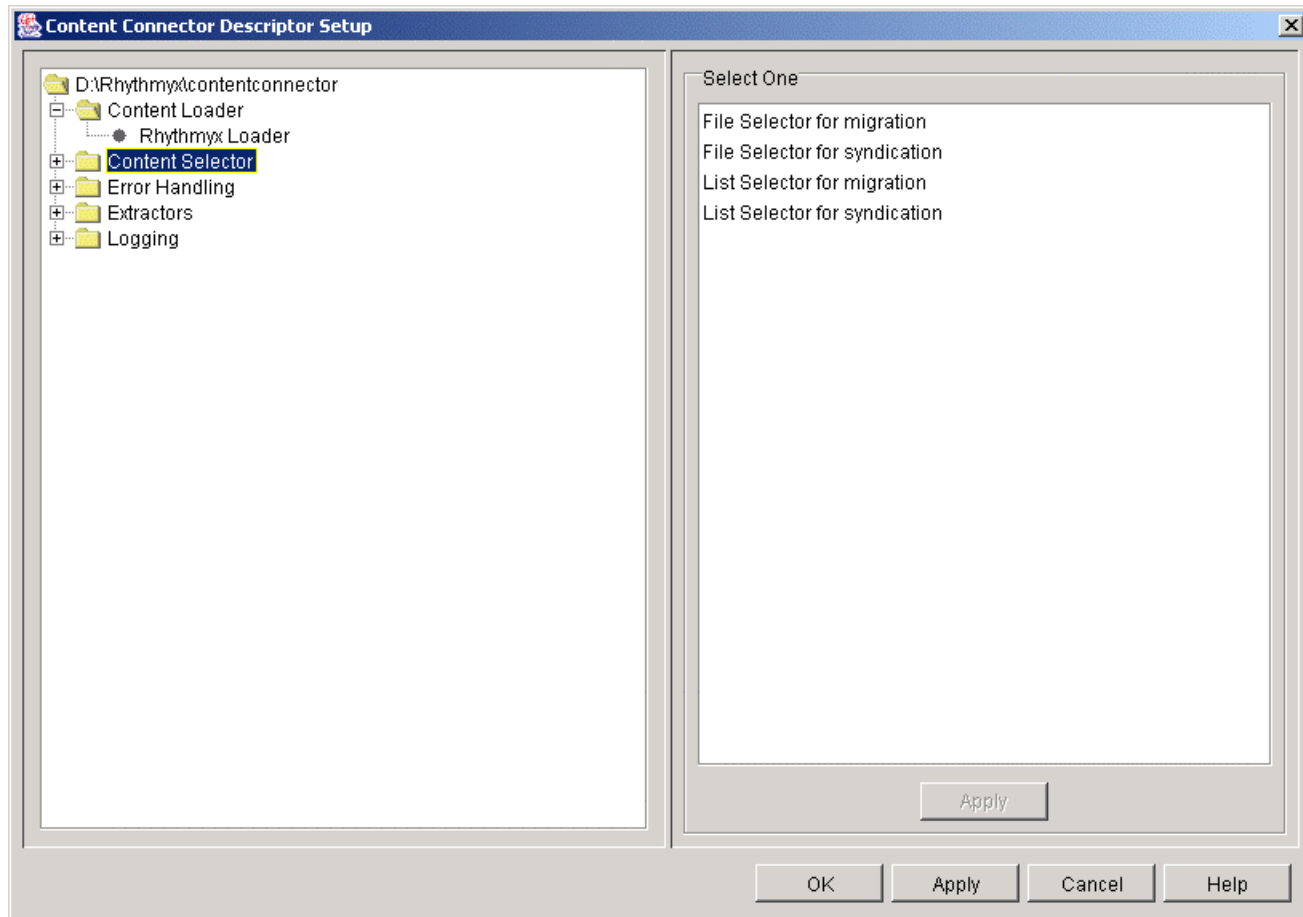 Content Connector Descriptor Setup
D:\Rhythmyx\contentconnector
Content Loader
Rhythmyx Loader
Content Selector
Error Handling
Extractors
Logging
Select One
File Selector for migration
File Selector for syndication
List Selector for migration
List Selector for syndication
Apply
OK
Apply
Cancel
Help